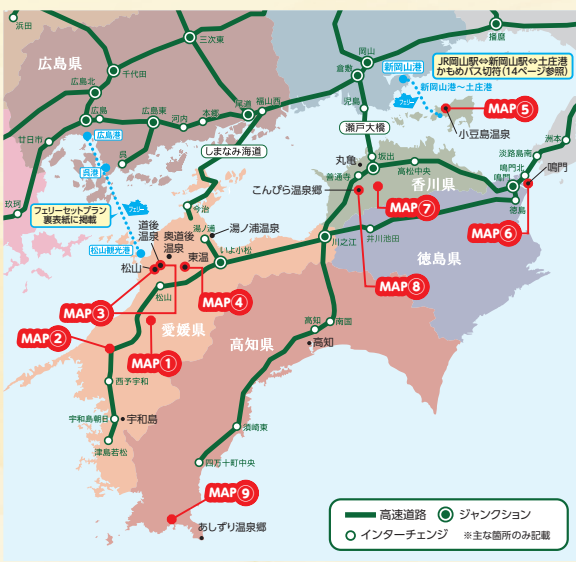 浜田
三次東
播磨
広島県
千代田
岡山
新岡山港
JR岡山駅⇔新岡山駅⇔土庄港
かもめバス切符(14ページ参照)
倉敷
広島北
新岡山港〜土庄港
フェリー
MAP⑤
児島
小豆島温泉
広島
広島東
河内
本郷
尾道
福山西
瀬戸大橋
広島港
廿日市
呉
しまなみ海道
丸亀
坂出
洲本
淡路島南
呉港
善通寺
高松中央
鳴門北
鳴門
鳴門
こんぴら温泉郷
香川県
徳島
玖珂
フェリーセットプラン
裏表紙に掲載
フェリー
今治
MAP⑦
MAP⑥
道後
温泉
奥道後
温泉
湯ノ浦
湯ノ浦温泉
川之江
井川池田
松山観光港
松山
東温
いよ小松
徳島県
MAP⑧
松山
MAP③
MAP④
愛媛県
MAP②
MAP①
高知県
高知
南国
高知
西予宇和
宇和島朝日
宇和島
須崎東
津島若松
四万十町中央
MAP⑨
あしずり温泉郷
高速道路
ジャンクション
インターチェンジ
※主な箇所のみ記載